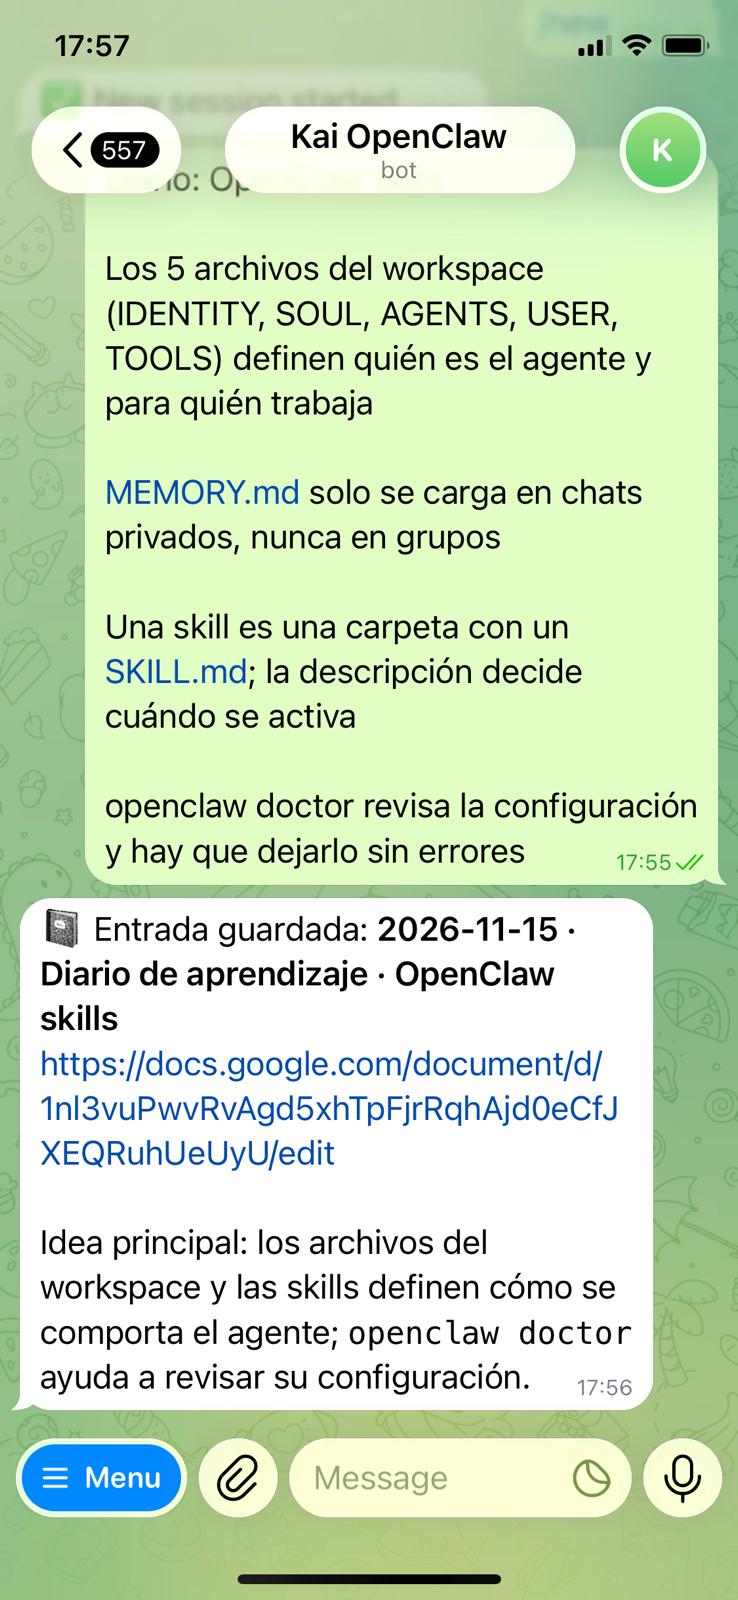 17:57
New session started
557
Kai OpenClaw
bot
K
Los 5 archivos del workspace
(IDENTITY, SOUL, AGENTS, USER,
TOOLS) definen quién es el agente y
para quién trabaja
MEMORY.md solo se carga en chats
privados, nunca en grupos
Una skill es una carpeta con un
SKILL.md; la descripción decide
cuándo se activa
openclaw doctor revisa la configuración
y hay que dejarlo sin errores
17:55
Entrada guardada: 2026-11-15 ·
Diario de aprendizaje · OpenClaw
skills
https://docs.google.com/document/d/
1nl3vuPwvRvAgd5xhTpFjrRqhAjd0eCfJ
XEQRuhUeUyU/edit
Idea principal: los archivos del
workspace y las skills definen cómo se
comporta el agente; openclaw doctor
ayuda a revisar su configuración.
17:56
Menu
Message